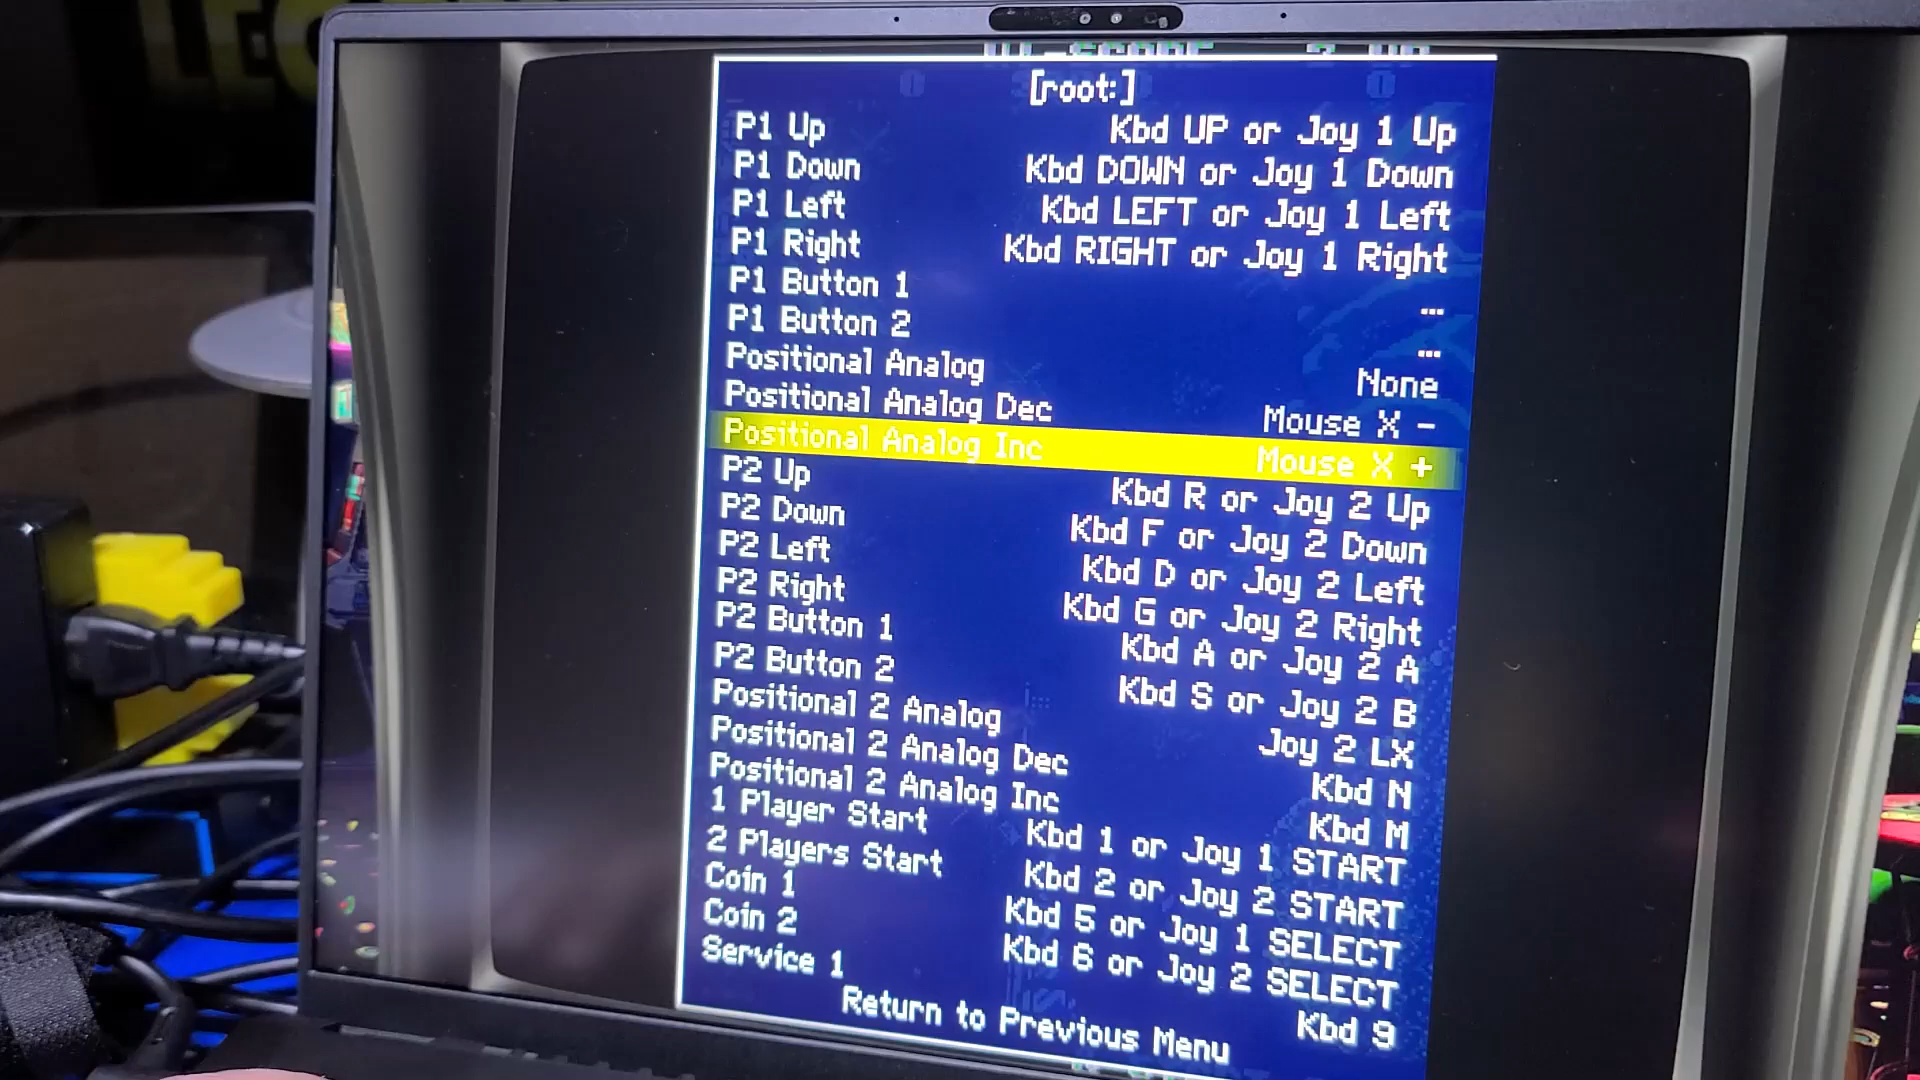 LEG
HI-SCORE 2 UP
[root:]
P1 Up Kbd UP or Joy 1 Up
P1 Down Kbd DOWN or Joy 1 Down
P1 Left Kbd LEFT or Joy 1 Left
P1 Right Kbd RIGHT or Joy 1 Right
P1 Button 1 ...
P1 Button 2 ...
Positional Analog None
Positional Analog Dec Mouse X -
Positional Analog Inc Mouse X +
P2 Up Kbd R or Joy 2 Up
P2 Down Kbd F or Joy 2 Down
P2 Left Kbd D or Joy 2 Left
P2 Right Kbd G or Joy 2 Right
P2 Button 1 Kbd A or Joy 2 A
P2 Button 2 Kbd S or Joy 2 B
Positional 2 Analog Joy 2 LX
Positional 2 Analog Dec Kbd N
Positional 2 Analog Inc Kbd M
1 Player Start Kbd 1 or Joy 1 START
2 Players Start Kbd 2 or Joy 2 START
Coin 1 Kbd 5 or Joy 1 SELECT
Coin 2 Kbd 6 or Joy 2 SELECT
Service 1 Kbd 9
Return to Previous Menu